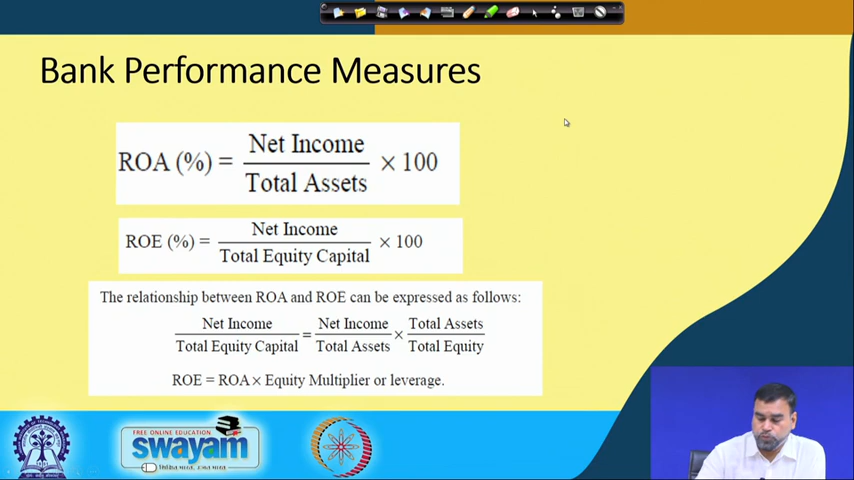 Bank Performance Measures
ROA (%) = Net Income / Total Assets × 100
ROE (%) = Net Income / Total Equity Capital × 100
The relationship between ROA and ROE can be expressed as follows:
Net Income / Total Equity Capital = Net Income / Total Assets × Total Assets / Total Equity
ROE = ROA × Equity Multiplier or leverage.
FREE ONLINE EDUCATION
swayam